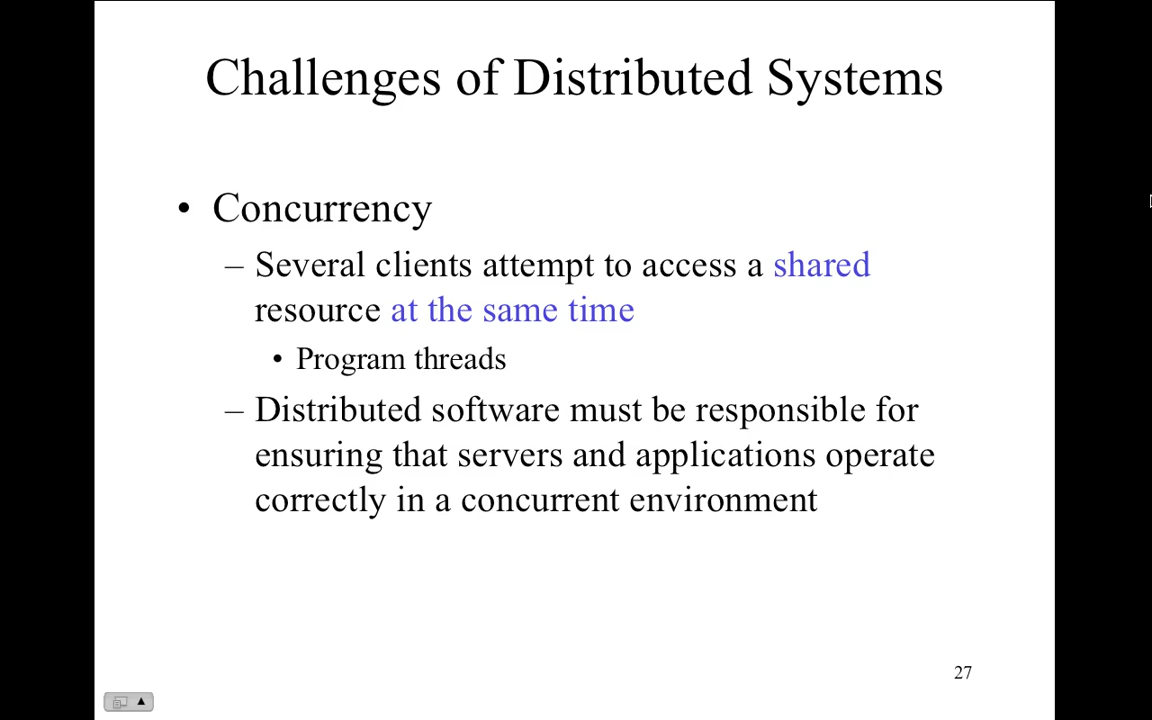 Challenges of Distributed Systems
• Concurrency
– Several clients attempt to access a shared
resource at the same time
• Program threads
– Distributed software must be responsible for
ensuring that servers and applications operate
correctly in a concurrent environment
27